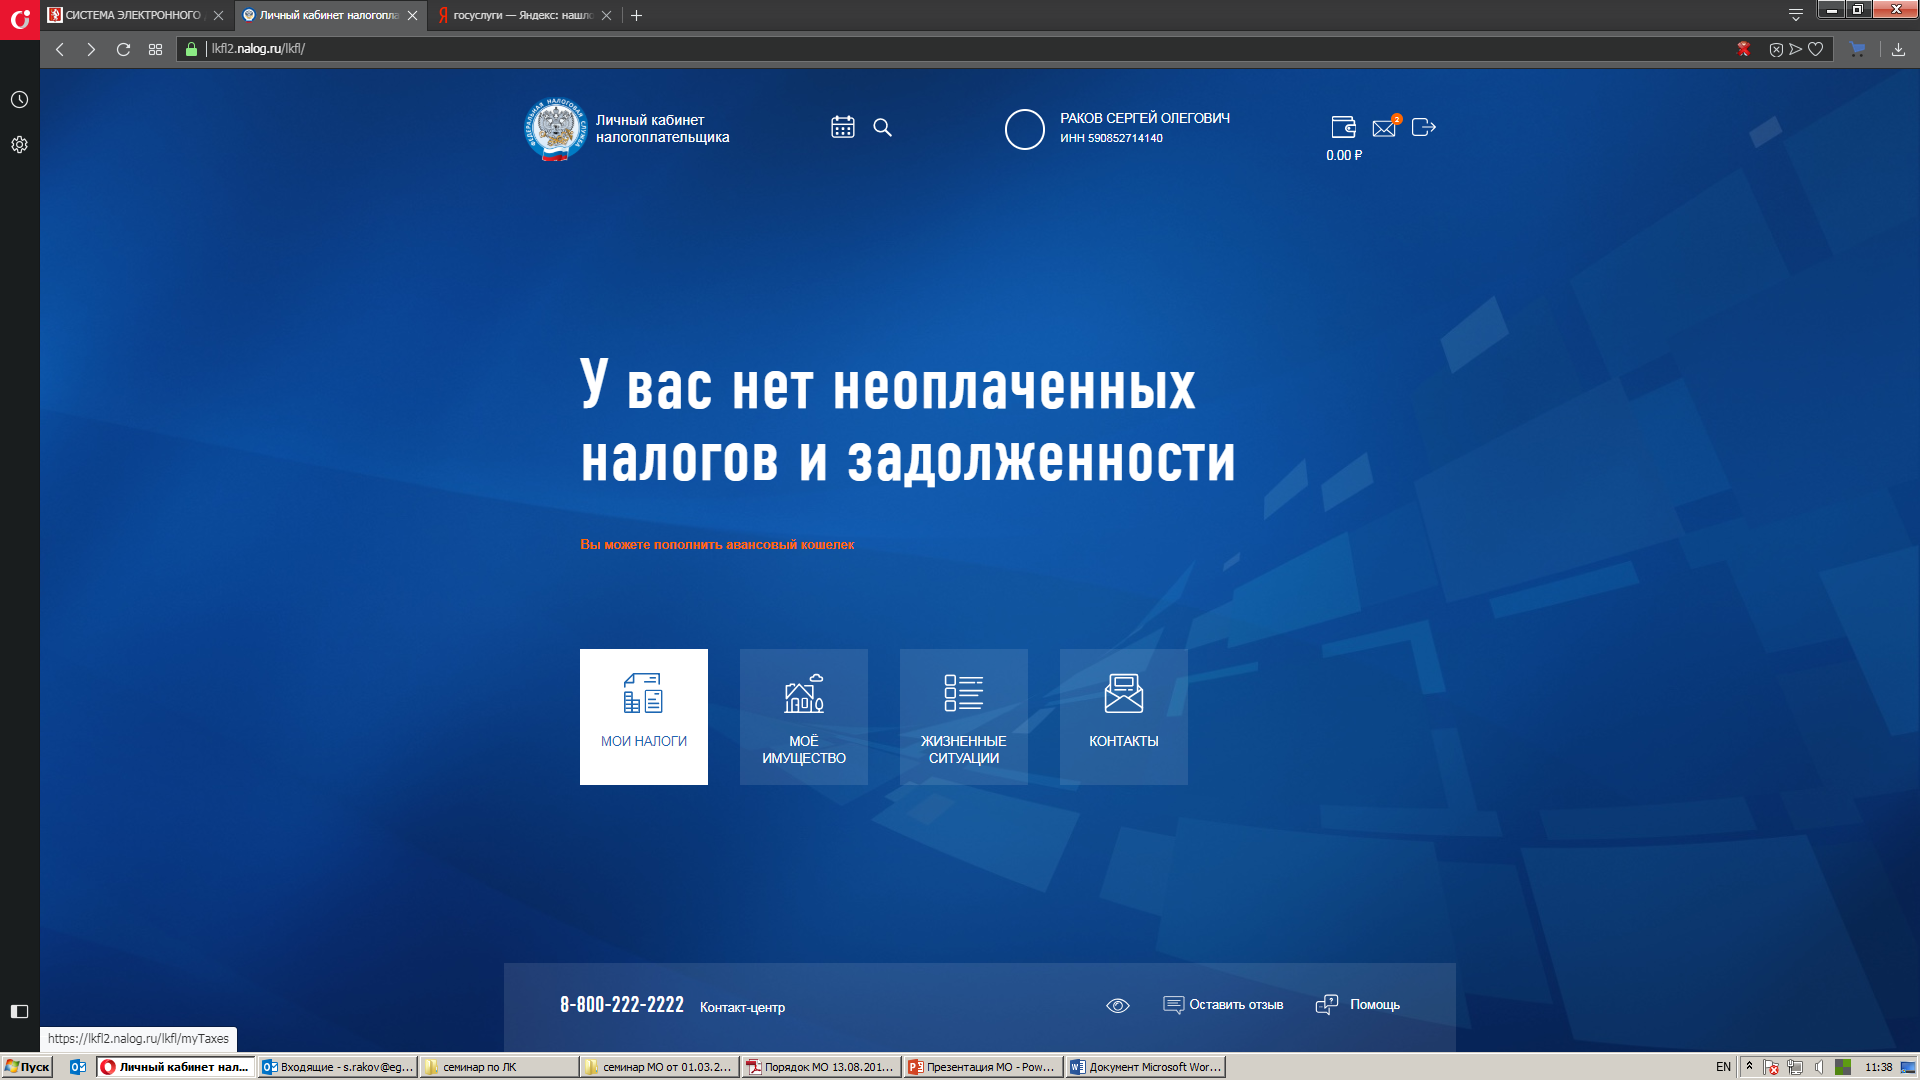 СИСТЕМА ЭЛЕКТРОННОГО
Личный кабинет налогопла
госуслуги — Яндекс: нашло
lkfl2.nalog.ru/lkfl/
Личный кабинет
налогоплательщика
РАКОВ СЕРГЕЙ ОЛЕГОВИЧ
ИНН 590852714140
2
0.00 ₽
У вас нет неоплаченных
налогов и задолженности
Вы можете пополнить авансовый кошелек
МОИ НАЛОГИ
МОЁ
ИМУЩЕСТВО
ЖИЗНЕННЫЕ
СИТУАЦИИ
КОНТАКТЫ
8-800-222-2222 Контакт-центр
Оставить отзыв
Помощь
https://lkfl2.nalog.ru/lkfl/myTaxes
Пуск
Личный кабинет нал...
Входящие - s.rakov@eg...
семинар по ЛК
семинар МО от 01.03.2...
Порядок МО 13.08.201...
Презентация МО - Pow...
Документ Microsoft Wor...
EN
11:38